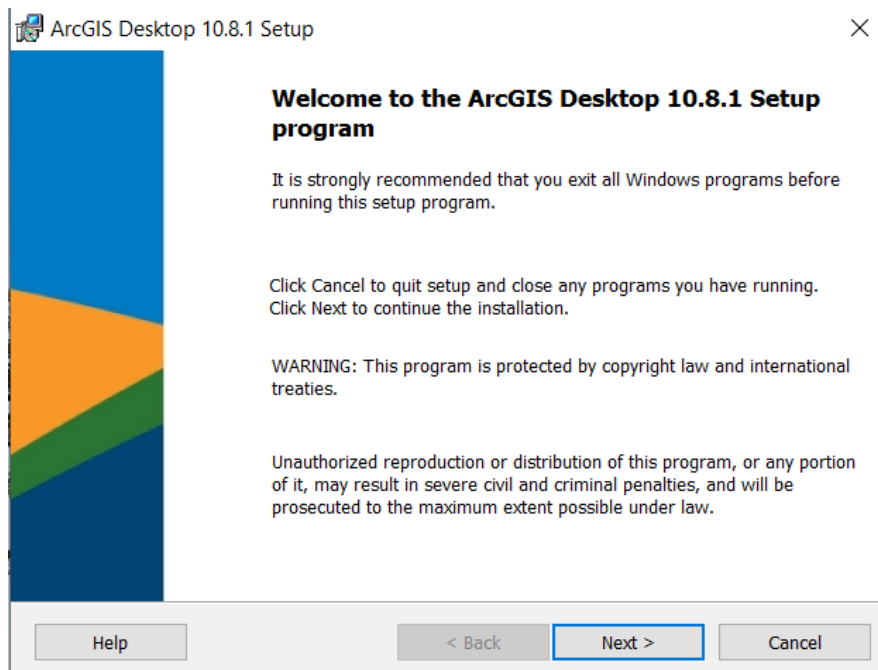 ArcGIS Desktop 10.8.1 Setup
Welcome to the ArcGIS Desktop 10.8.1 Setup
program
It is strongly recommended that you exit all Windows programs before
running this setup program.
Click Cancel to quit setup and close any programs you have running.
Click Next to continue the installation.
WARNING: This program is protected by copyright law and international
treaties.
Unauthorized reproduction or distribution of this program, or any portion
of it, may result in severe civil and criminal penalties, and will be
prosecuted to the maximum extent possible under law.
Help < Back Next > Cancel